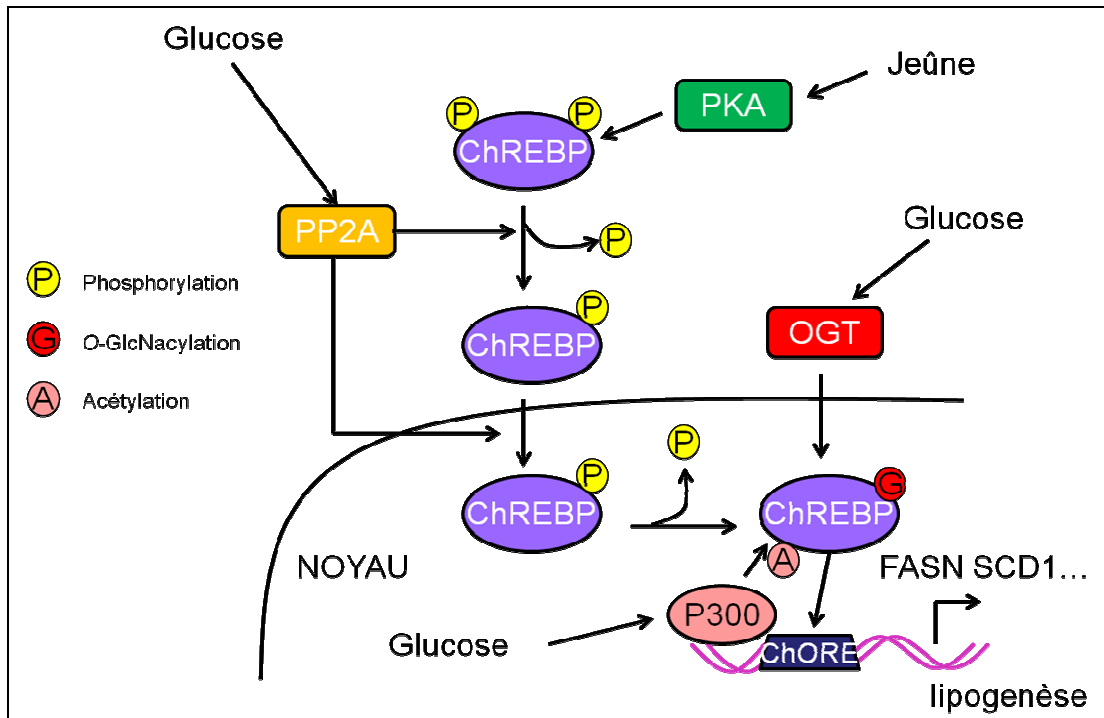 Glucose
Jeûne
PKA
P
P
ChREBP
Glucose
PP2A
P
P Phosphorylation
P
ChREBP
OGT
G O-GlcNacylation
A Acétylation
P
P
ChREBP
G
ChREBP
A
NOYAU
FASN SCD1...
P300
Glucose
ChORE
lipogenèse